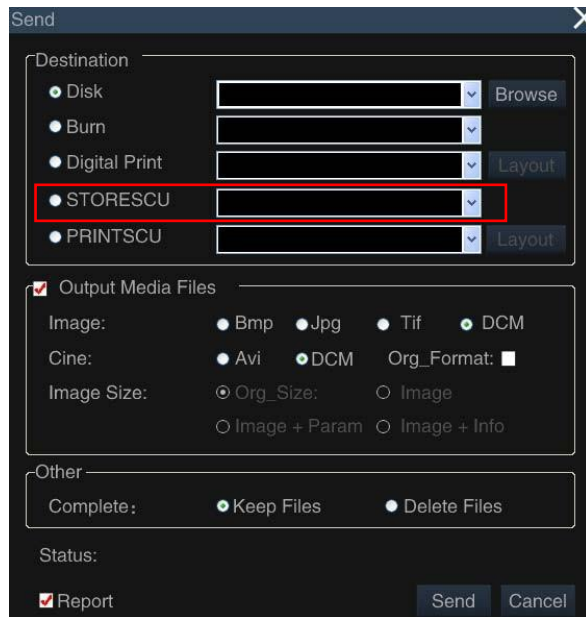 Send
Destination
Disk Browse
Burn
Digital Print Layout
STORESCU
PRINTSCU Layout
Output Media Files
Image: Bmp Jpg Tif DCM
Cine: Avi DCM Org_Format:
Image Size: Org_Size: Image
Image + Param Image + Info
Other
Complete: Keep Files Delete Files
Status:
Report Send Cancel